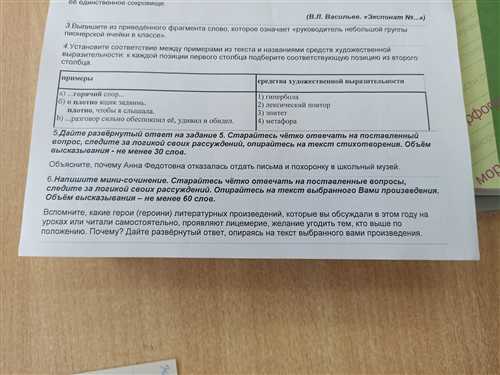 её единственное сокровище.
(Б.Л. Васильев. «Экспонат №...»)
3.Выпишите из приведённого фрагмента слово, которое означает «руководитель небольшой группы
пионерской ячейки в классе».
4.Установите соответствие между примерами из текста и названиями средств художественной
выразительности: к каждой позиции первого столбца подберите соответствующую позицию из второго
столбца.
примеры
средства художественной выразительности
а) ...горячий спор...
1) гипербола
б) и плотно ящик задвинь.
2) лексический повтор
плотно, чтобы я слышала.
3) эпитет
b) ...разговор сильно обеспокоил её, удивил и обидел.
4) метафора
5.Дайте развёрнутый ответ на задание 5. Старайтесь чётко отвечать на поставленный
вопрос, следите за логикой своих рассуждений, опирайтесь на текст стихотворения. Объём
высказывания - не менее 30 слов.
Объясните, почему Анна Федотовна отказалась отдать письма и похоронку в школьный музей.
6.Напишите мини-сочинение. Старайтесь чётко отвечать на поставленные вопросы,
следите за логикой своих рассуждений. Опирайтесь на текст выбранного Вами произведения.
Объём высказывания – не менее 60 слов.
Вспомните, какие герои (героини) литературных произведений, которые вы обсуждали в этом году на
уроках или читали самостоятельно, проявляют лицемерие, желание угодить тем, кто выше по
положению. Почему? Дайте развёрнутый ответ, опираясь на текст выбранного вами произведения.